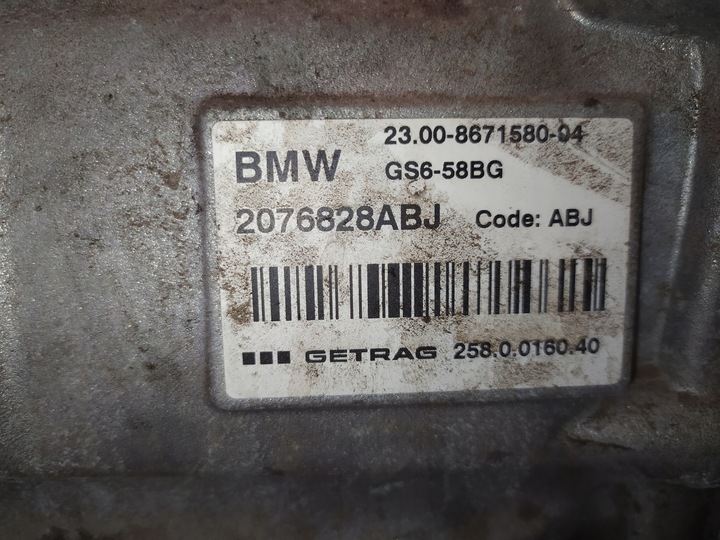 23.00-8671580-04
BMW GS6-58BG
2076828ABJ Code: ABJ
GETRAG 258.0.0160.40